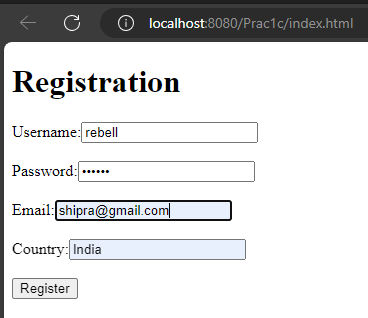 localhost:8080/Prac1c/index.html
Registration
Username:rebell
Password:••••••
Email:shipra@gmail.com
Country:India
Register